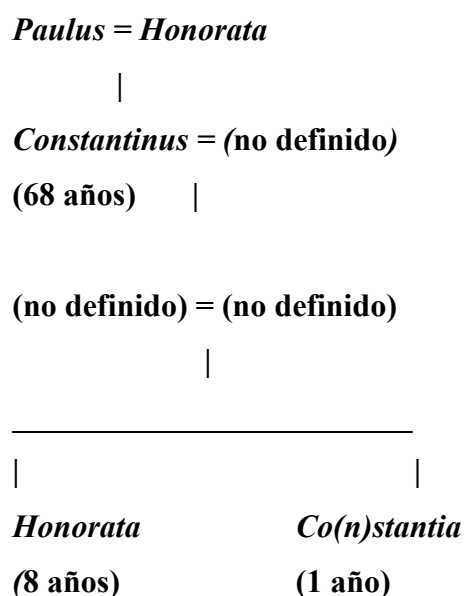 Paulus = Honorata
|
Constantinus = (no definido)
(68 años) |
(no definido) = (no definido)
|
| |
Honorata Co(n)stantia
(8 años) (1 año)